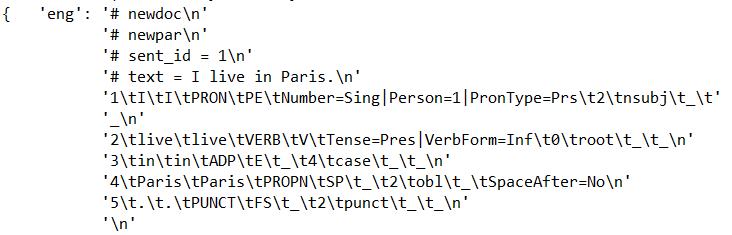 {   'eng': '# newdoc\n'
'# newpar\n'
'# sent_id = 1\n'
'# text = I live in Paris.\n'
'1\tI\tI\tPRON\tPE\tNumber=Sing|Person=1|PronType=Prs\t2\tnsubj\t_\t'
'_\n'
'2\tlive\tlive\tVERB\tV\tTense=Pres|VerbForm=Inf\t0\troot\t_\t_\n'
'3\tin\tin\tADP\tE\t_\t4\tcase\t_\t_\n'
'4\tParis\tParis\tPROPN\tSP\t_\t2\tobl\t_\tSpaceAfter=No\n'
'5\t.\t.\tPUNCT\tFS\t_\t2\tpunct\t_\t_\n'
'\n'